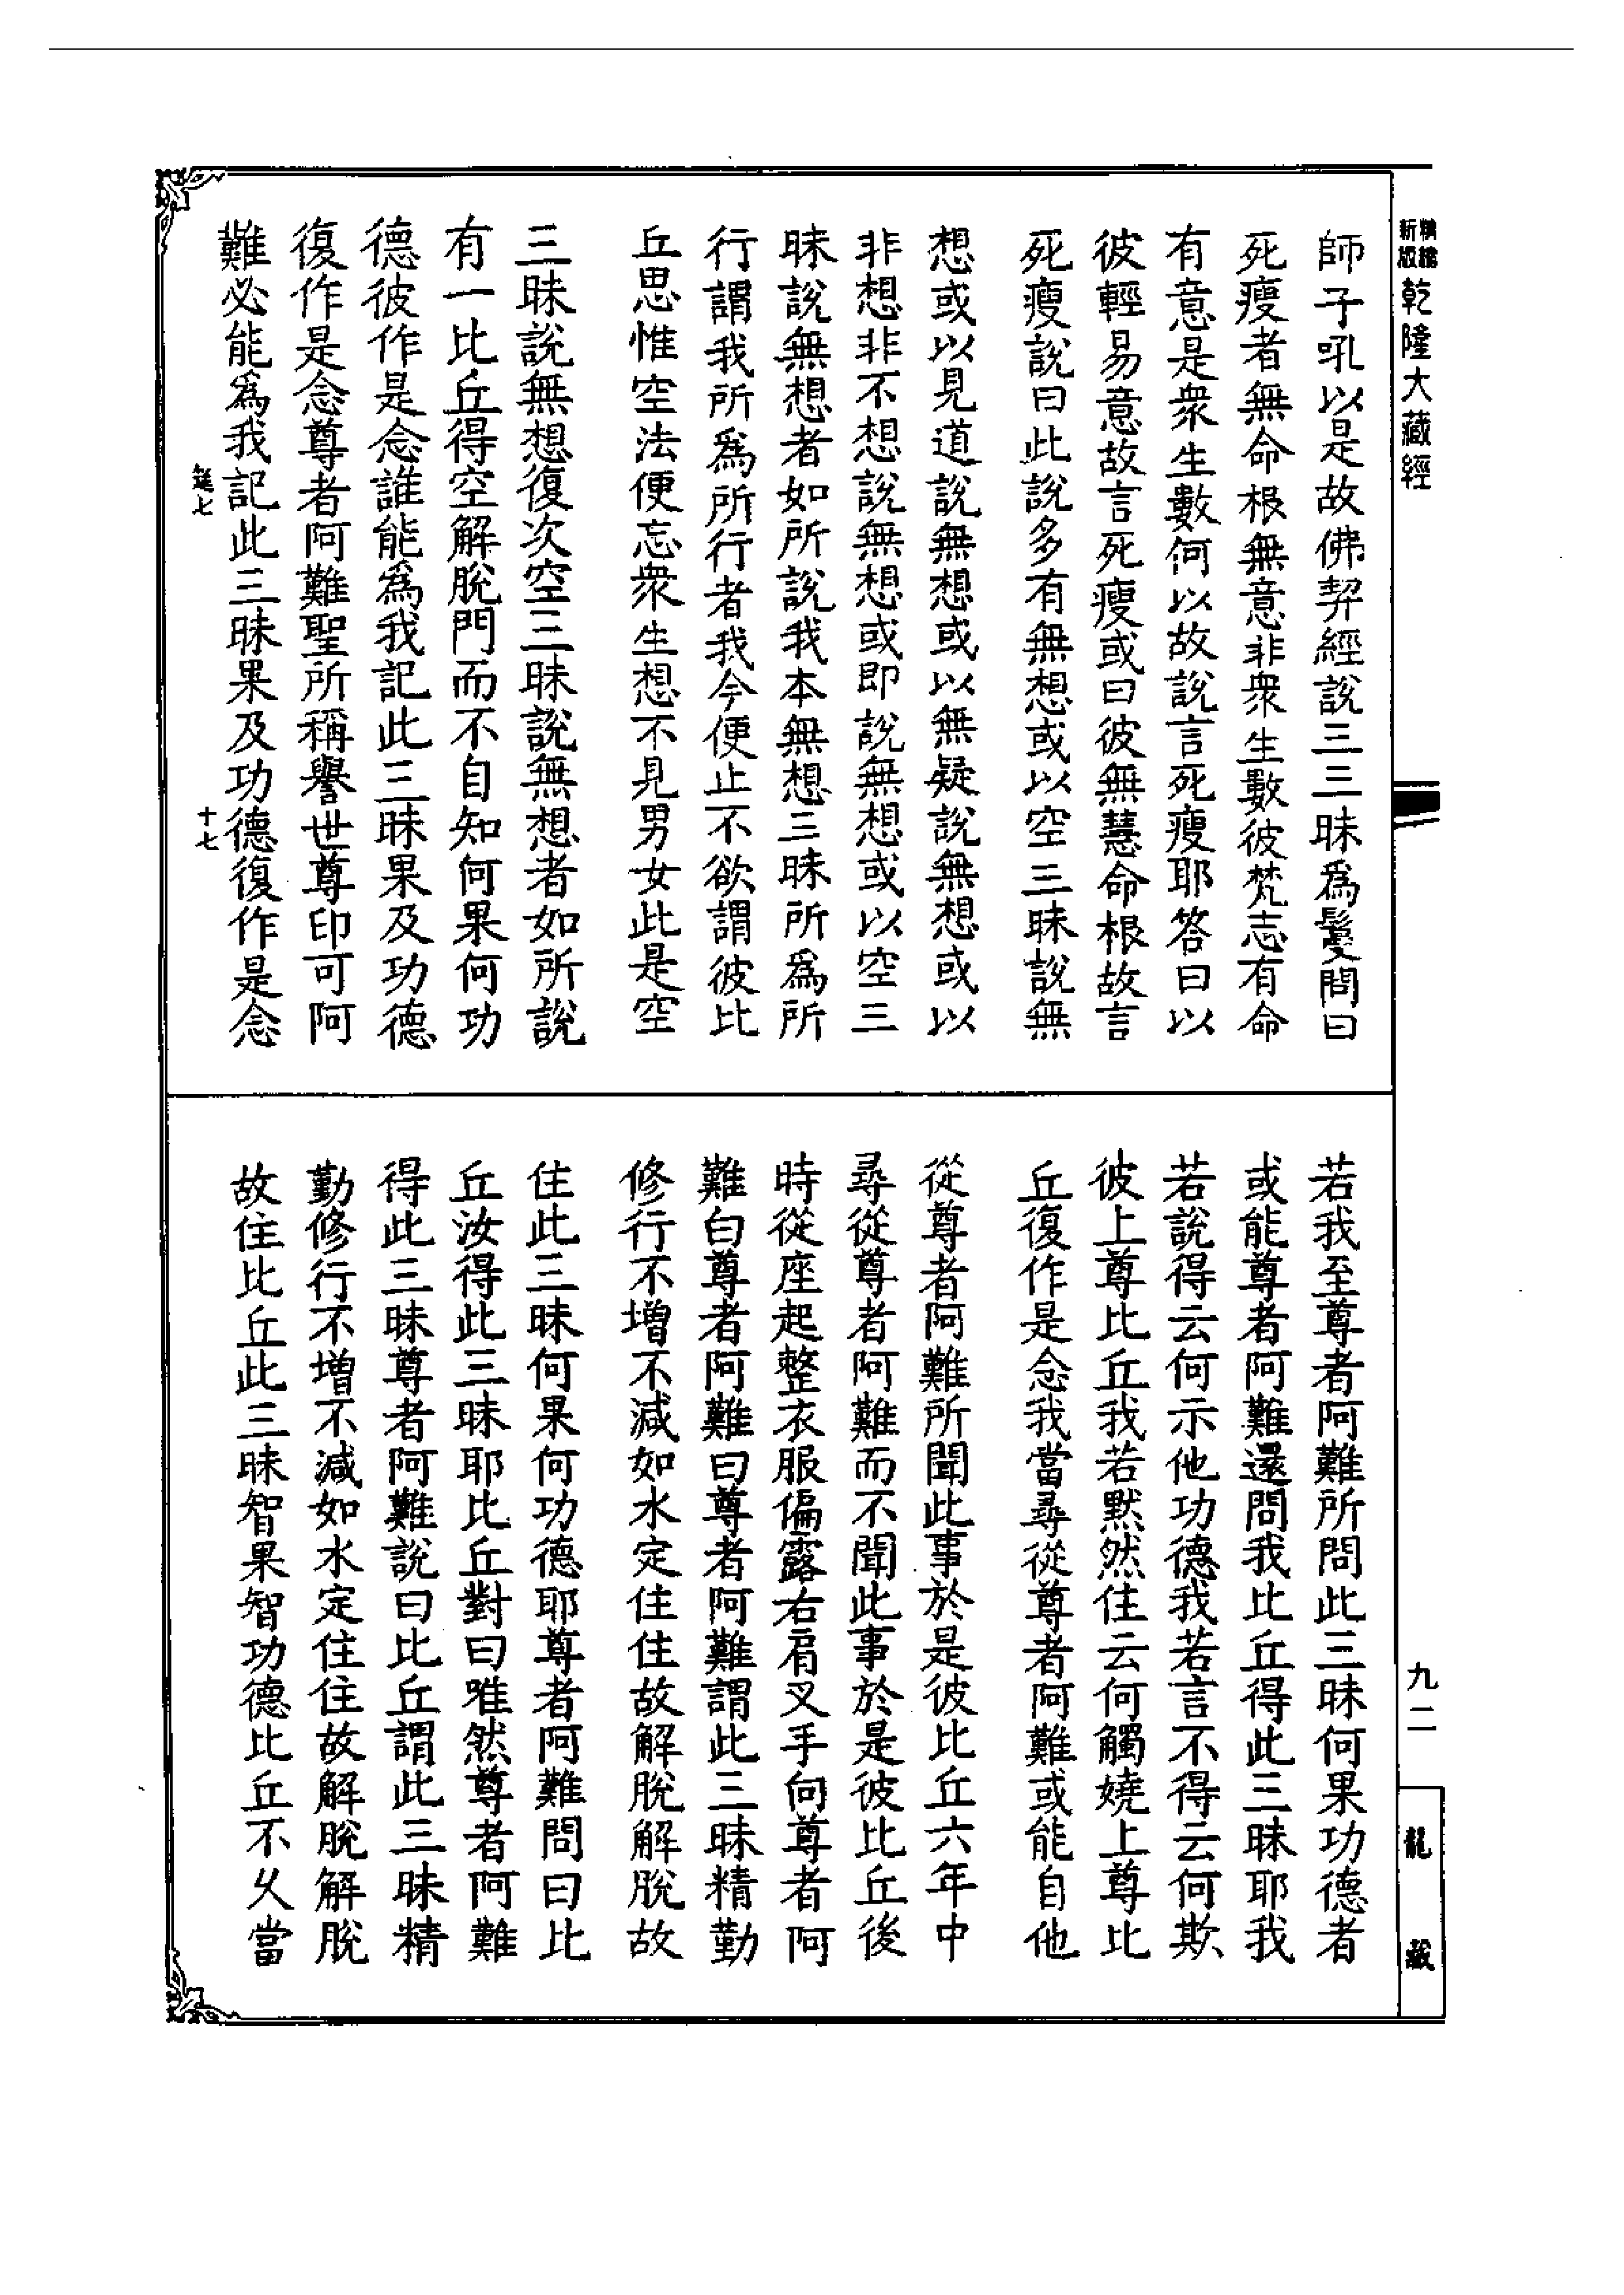 精編新版乾隆大藏經
師子吼以是故佛契經說三三昧爲鬘問曰
死瘦者無命根無意非衆生數彼梵志有命
有意是衆生數何以故說言死瘦耶答曰以
彼輕易意故言死瘦或曰彼無慧命根故言
死瘦說曰此說多有無想或以空三昧說無
想或以見道說無想或以無疑說無想或以
非想非不想說無想或即說無想或以空三
昧說無想者如所說我本無想三昧所爲所
行謂我所爲所行者我今便止不欲謂彼比
丘思惟空法便忘衆生想不見男女此是空
三昧說無想復次空三昧說無想者如所說
有一比丘得空解脫門而不自知何果何功
德彼作是念誰能爲我記此三昧果及功德
復作是念尊者阿難聖所稱譽世尊印可阿
難必能爲我記此三昧果及功德復作是念
十七
若我至尊者阿難所問此三昧何果功德者
或能尊者阿難還問我比丘得此三昧耶我
若說得云何示他功德我若言不得云何欺
彼上尊比丘我若默然住云何觸嬈上尊比
丘復作是念我當尋從尊者阿難或能自他
從尊者阿難所聞此事於是彼比丘六年中
尋從尊者阿難而不聞此事於是彼比丘後
時從座起整衣服偏露右肩叉手向尊者阿
難白尊者阿難曰尊者阿難謂此三昧精勤
修行不增不減如水定住住故解脫解脫故
住此三昧何果何功德耶尊者阿難問曰比
丘汝得此三昧耶比丘對曰唯然尊者阿難
得此三昧尊者阿難說曰比丘謂此三昧精
勤修行不增不減如水定住住故解脫解脫
故住比丘此三昧智果智功德比丘不久當
九二
龍藏